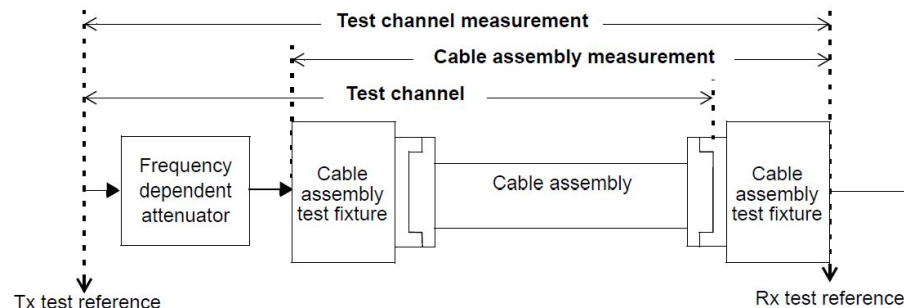 Test channel measurement
Cable assembly measurement
Test channel
Frequency
dependent
attenuator
Cable
assembly
test fixture
Cable assembly
Cable
assembly
test fixture
Tx test reference
Rx test reference